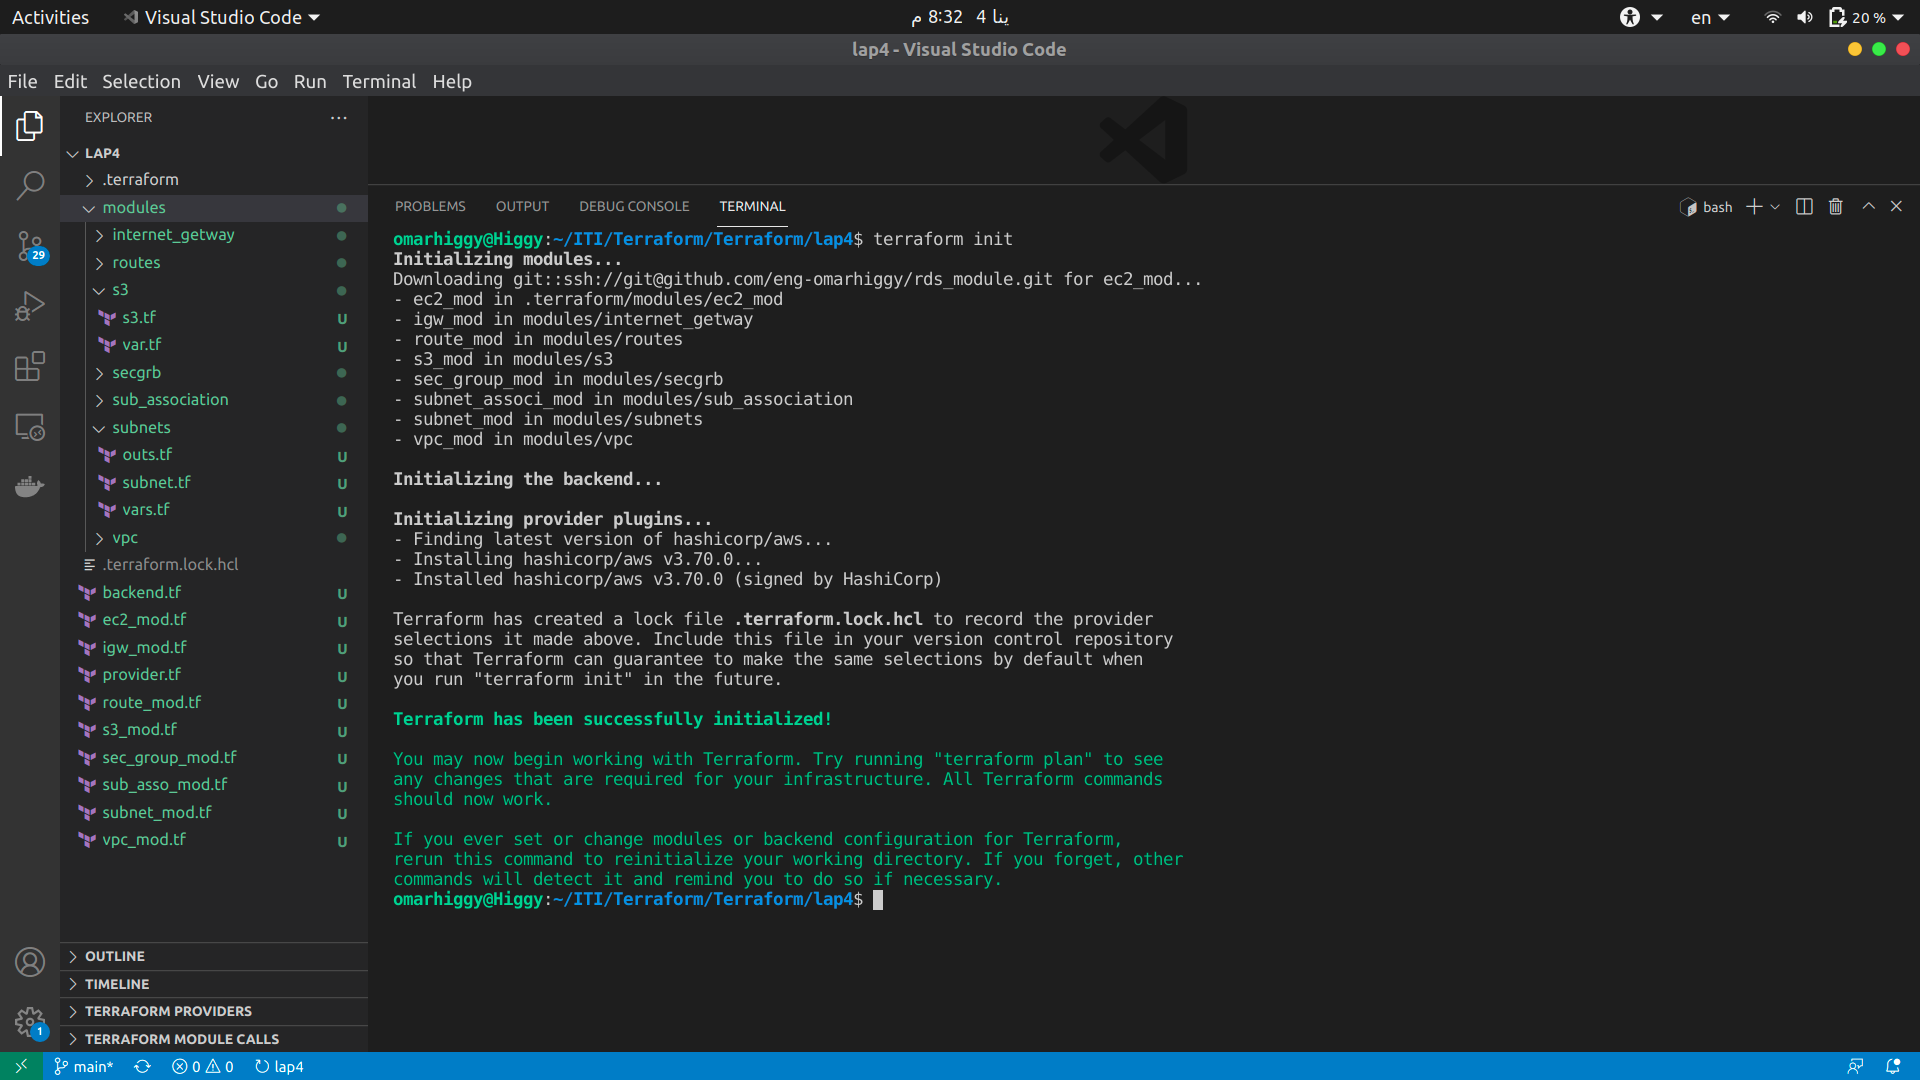 Activities
Visual Studio Code
ينا 4 8:32 م
en
20 %
lap4 - Visual Studio Code
File Edit Selection View Go Run Terminal Help
EXPLORER
LAP4
.terraform
modules
internet_getway
routes
s3
s3.tf U
var.tf U
secgrb
sub_association
subnets
outs.tf U
subnet.tf U
vars.tf U
vpc
.terraform.lock.hcl
backend.tf U
ec2_mod.tf U
igw_mod.tf U
provider.tf U
route_mod.tf U
s3_mod.tf U
sec_group_mod.tf U
sub_asso_mod.tf U
subnet_mod.tf U
vpc_mod.tf U
OUTLINE
TIMELINE
TERRAFORM PROVIDERS
TERRAFORM MODULE CALLS
29
1
PROBLEMS OUTPUT DEBUG CONSOLE TERMINAL
bash
omarhiggy@Higgy:~/ITI/Terraform/Terraform/lap4$ terraform init
Initializing modules...
Downloading git::ssh://git@github.com/eng-omarhiggy/rds_module.git for ec2_mod...
- ec2_mod in .terraform/modules/ec2_mod
- igw_mod in modules/internet_getway
- route_mod in modules/routes
- s3_mod in modules/s3
- sec_group_mod in modules/secgrb
- subnet_associ_mod in modules/sub_association
- subnet_mod in modules/subnets
- vpc_mod in modules/vpc
Initializing the backend...
Initializing provider plugins...
- Finding latest version of hashicorp/aws...
- Installing hashicorp/aws v3.70.0...
- Installed hashicorp/aws v3.70.0 (signed by HashiCorp)
Terraform has created a lock file .terraform.lock.hcl to record the provider
selections it made above. Include this file in your version control repository
so that Terraform can guarantee to make the same selections by default when
you run "terraform init" in the future.
Terraform has been successfully initialized!
You may now begin working with Terraform. Try running "terraform plan" to see
any changes that are required for your infrastructure. All Terraform commands
should now work.
If you ever set or change modules or backend configuration for Terraform,
rerun this command to reinitialize your working directory. If you forget, other
commands will detect it and remind you to do so if necessary.
omarhiggy@Higgy:~/ITI/Terraform/Terraform/lap4$
main* 0 0 lap4